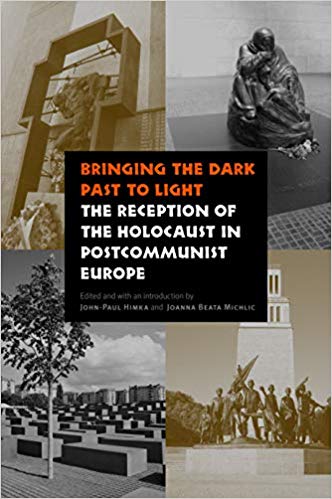 BRINGING THE DARK
PAST TO LIGHT
THE RECEPTION OF
THE HOLOCAUST IN
POSTCOMMUNIST
EUROPE
Edited and with an introduction by
JOHN-PAUL HIMKA and JOANNA BEATA MICHLIC